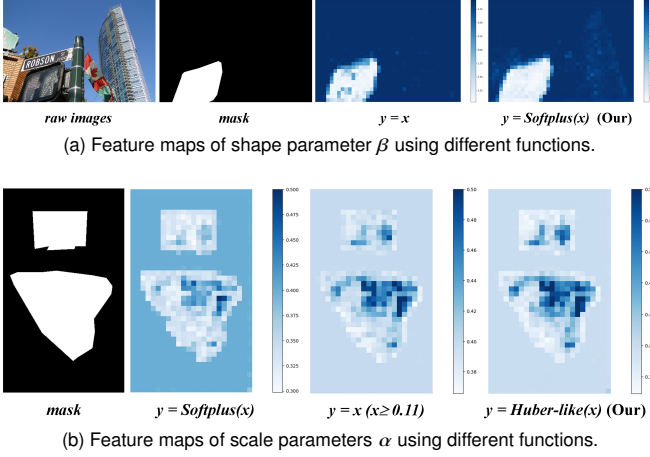 ROBSON
raw images mask y = x y = Softplus(x) (Our)
(a) Feature maps of shape parameter β using different functions.
0.500 0.50
0.475 0.48
0.450 0.46
0.425 0.44
0.400 0.42
0.375 0.40
0.350 0.38
0.325
0.300
mask y = Softplus(x) y = x (x ≥ 0.11) y = Huber-like(x) (Our)
(b) Feature maps of scale parameters α using different functions.